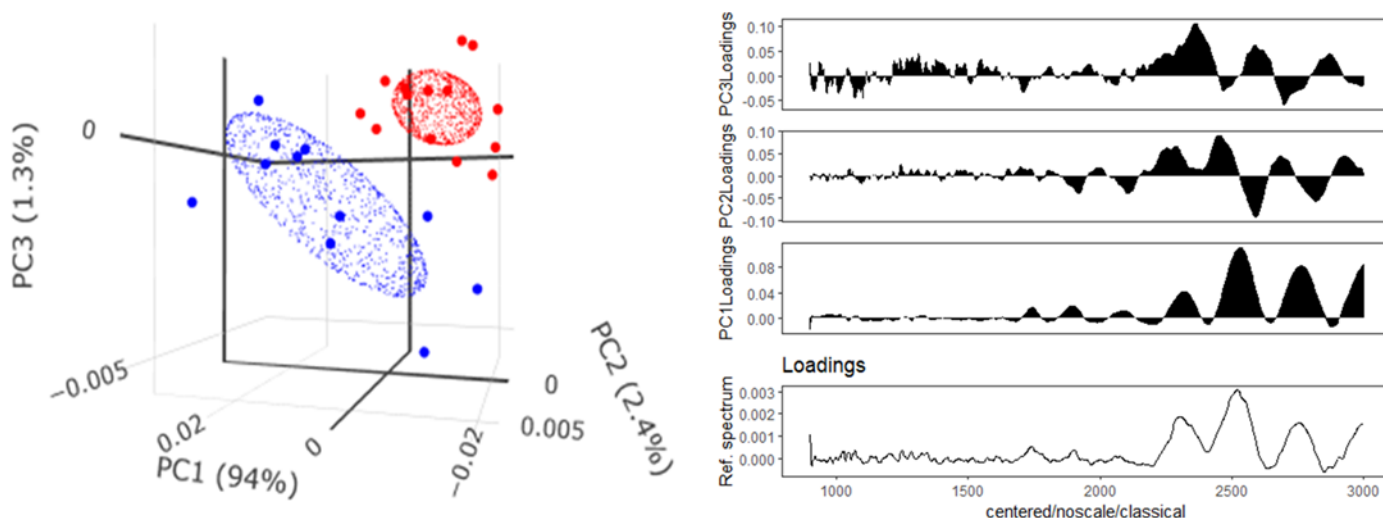 PC3 (1.3%)
0
−0.005
0.02
PC1 (94%)
0
−0.02
0.005
0
PC2 (2.4%)
PC3Loadings
0.10
0.05
0.00
-0.05
PC2Loadings
0.10
0.05
0.00
-0.05
-0.10
PC1Loadings
0.08
0.04
0.00
Loadings
Ref. spectrum
0.003
0.002
0.001
0.000
1000 1500 2000 2500 3000
centered/noscale/classical